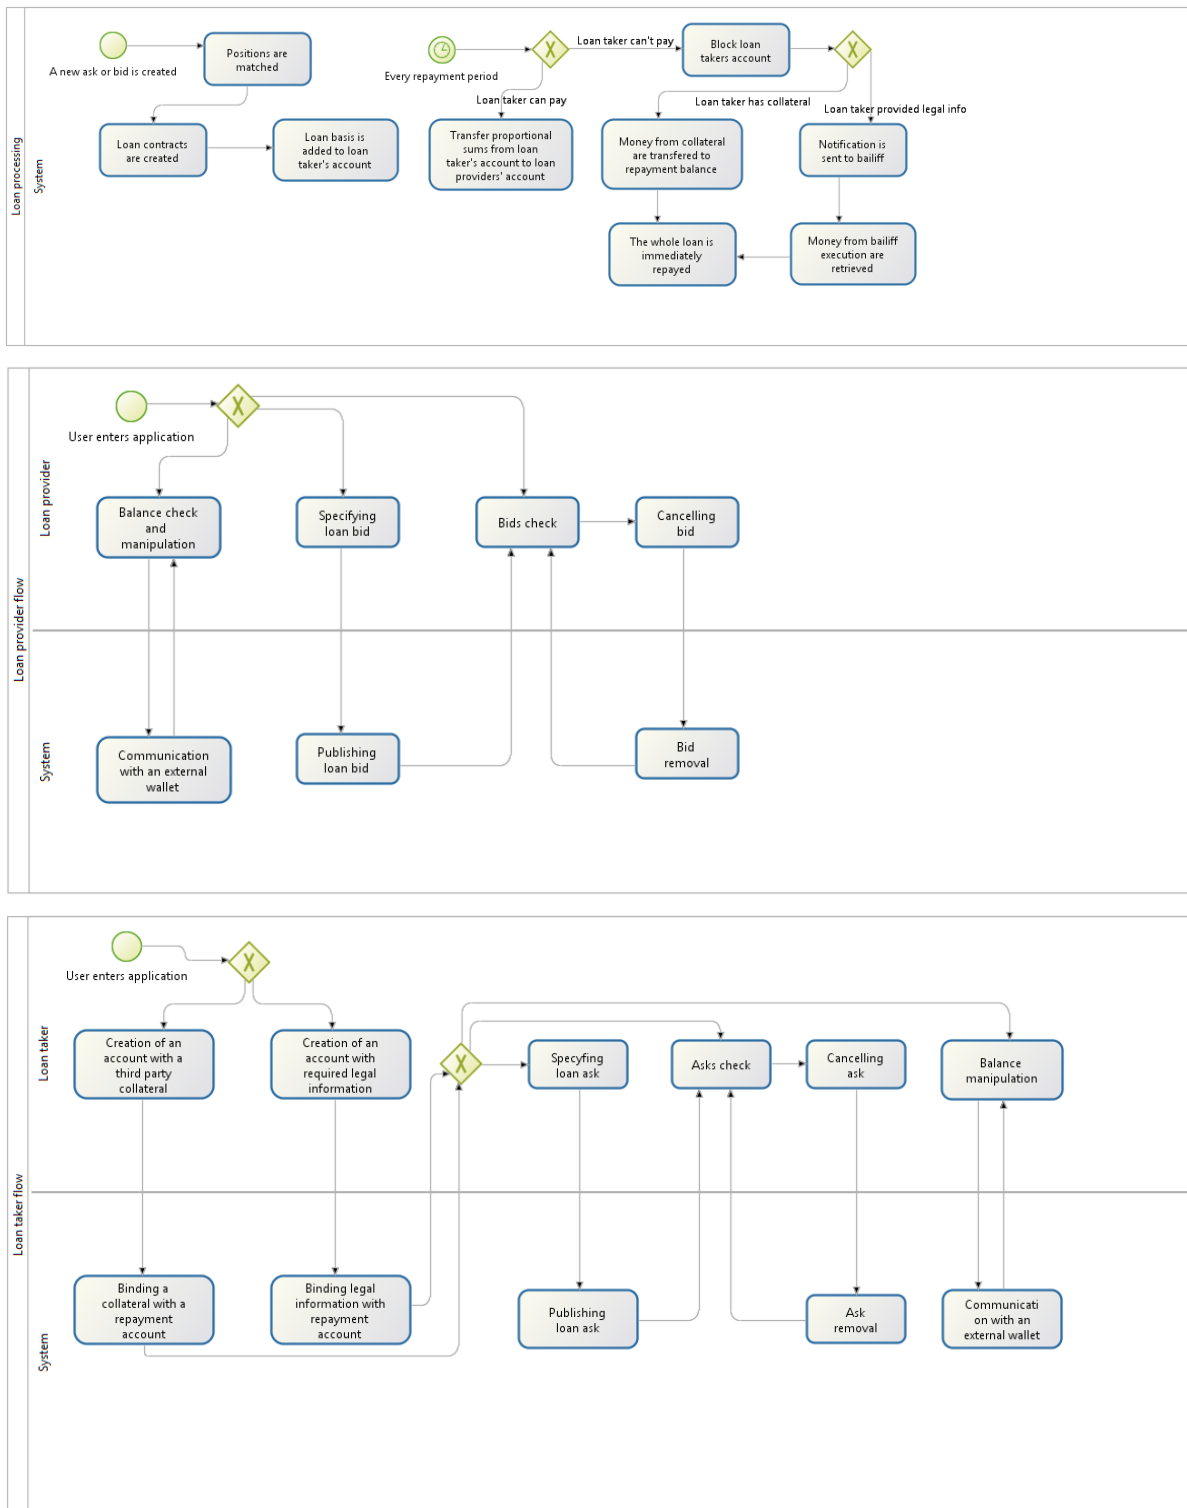 Loan processing
System
A new ask or bid is created
Positions are
matched
Loan contracts
are created
Loan basis is
added to loan
taker's account
Every repayment period
Loan taker can't pay
Loan taker can pay
Block loan
takers account
Transfer proportional
sums from loan
taker's account to loan
providers' account
Loan taker has collateral
Loan taker provided legal info
Money from collateral
are transfered to
repayment balance
Notification is
sent to bailiff
The whole loan is
immediately
repayed
Money from bailiff
execution are
retrieved
Loan provider flow
Loan provider
System
User enters application
Balance check
and
manipulation
Specifying
loan bid
Bids check
Cancelling
bid
Communication
with an external
wallet
Publishing
loan bid
Bid
removal
Loan taker flow
Loan taker
System
User enters application
Creation of an
account with a
third party
collateral
Creation of an
account with
required legal
information
Specyfing
loan ask
Asks check
Cancelling
ask
Balance
manipulation
Binding a
collateral with a
repayment
account
Binding legal
information with
repayment
account
Publishing
loan ask
Ask
removal
Communicati
on with an
external wallet